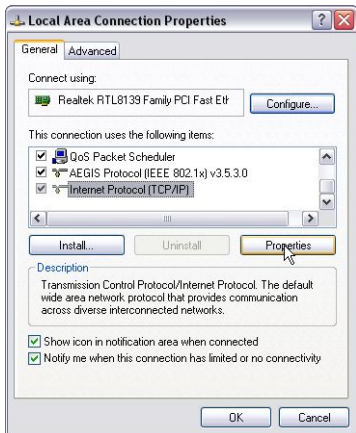 Local Area Connection Properties
General Advanced
Connect using:
Realtek RTL8139 Family PCI Fast Eth
Configure...
This connection uses the following items:
QoS Packet Scheduler
AEGIS Protocol (IEEE 802.1x) v3.5.3.0
Internet Protocol (TCP/IP)
Install... Uninstall Properties
Description
Transmission Control Protocol/Internet Protocol. The default
wide area network protocol that provides communication
across diverse interconnected networks.
Show icon in notification area when connected
Notify me when this connection has limited or no connectivity
OK Cancel